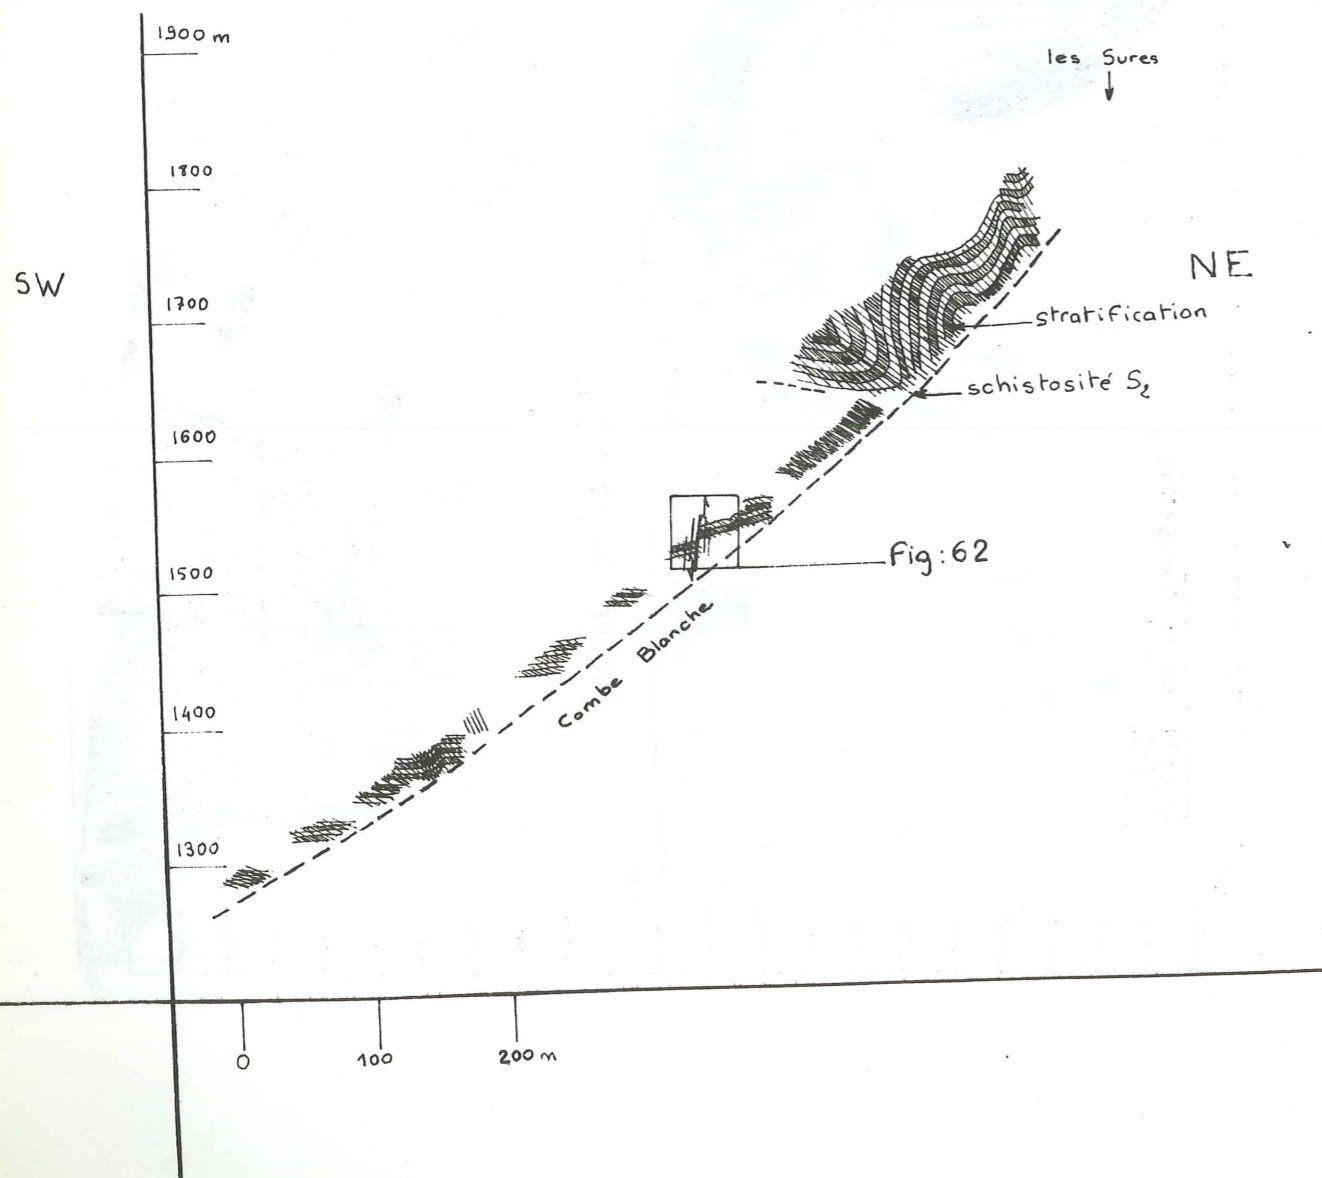 1900 m
les Sures
1800
SW
NE
1700
stratification
schistosité S2
1600
Fig: 62
1500
Combe Blanche
1400
1300
0
100
200 m